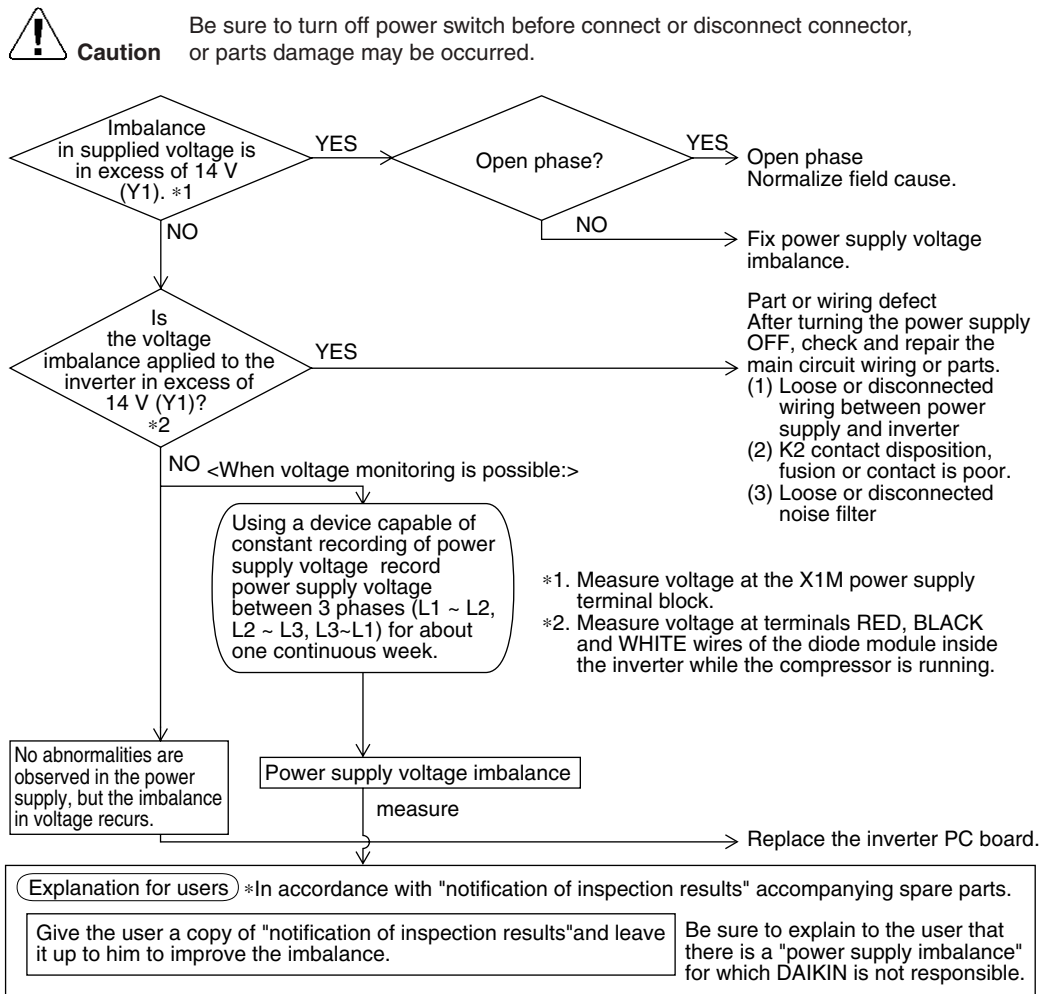 Be sure to turn off power switch before connect or disconnect connector,
Caution or parts damage may be occurred.
Imbalance
in supplied voltage is
in excess of 14 V
(Y1). *1
YES
Open phase?
YES
Open phase
Normalize field cause.
NO
NO
Fix power supply voltage
imbalance.
Is
the voltage
imbalance applied to the
inverter in excess of
14 V (Y1)?
*2
YES
Part or wiring defect
After turning the power supply
OFF, check and repair the
main circuit wiring or parts.
(1) Loose or disconnected
wiring between power
supply and inverter
(2) K2 contact disposition,
fusion or contact is poor.
(3) Loose or disconnected
noise filter
NO <When voltage monitoring is possible:>
Using a device capable of
constant recording of power
supply voltage record
power supply voltage
between 3 phases (L1 ~ L2,
L2 ~ L3, L3~L1) for about
one continuous week.
*1. Measure voltage at the X1M power supply
terminal block.
*2. Measure voltage at terminals RED, BLACK
and WHITE wires of the diode module inside
the inverter while the compressor is running.
No abnormalities are
observed in the power
supply, but the imbalance
in voltage recurs.
Power supply voltage imbalance
measure
Replace the inverter PC board.
Explanation for users *In accordance with "notification of inspection results" accompanying spare parts.
Give the user a copy of "notification of inspection results"and leave
it up to him to improve the imbalance.
Be sure to explain to the user that
there is a "power supply imbalance"
for which DAIKIN is not responsible.